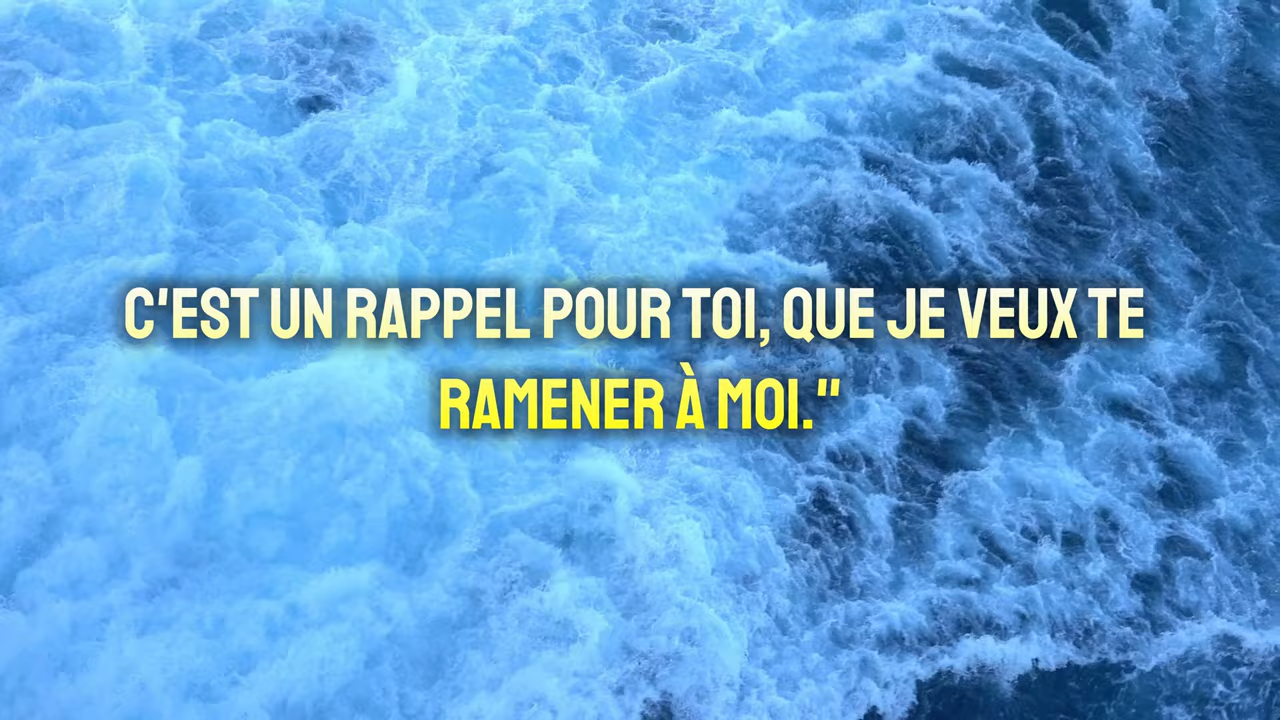 C'EST UN RAPPEL POUR TOI, QUE JE VEUX TE
RAMENER À MOI."